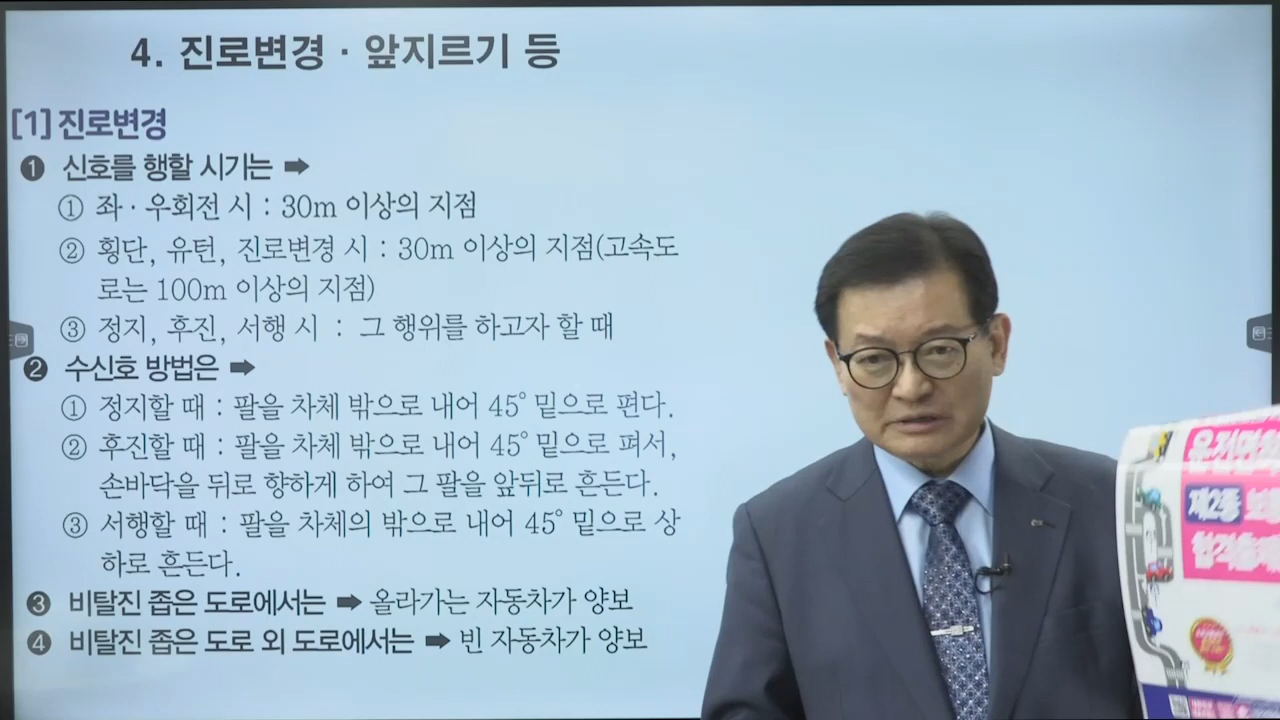 4. 진로변경 · 앞지르기 등
[1] 진로변경
❶ 신호를 행할 시기는 ➡
① 좌 · 우회전 시 : 30m 이상의 지점
② 횡단, 유턴, 진로변경 시 : 30m 이상의 지점(고속도
로는 100m 이상의 지점)
③ 정지, 후진, 서행 시 : 그 행위를 하고자 할 때
❷ 수신호 방법은 ➡
① 정지할 때 : 팔을 차체 밖으로 내어 45° 밑으로 편다.
② 후진할 때 : 팔을 차체 밖으로 내어 45° 밑으로 펴서,
손바닥을 뒤로 향하게 하여 그 팔을 앞뒤로 흔든다.
③ 서행할 때 : 팔을 차체의 밖으로 내어 45° 밑으로 상
하로 흔든다.
❸ 비탈진 좁은 도로에서는 ➡ 올라가는 자동차가 양보
❹ 비탈진 좁은 도로 외 도로에서는 ➡ 빈 자동차가 양보
제2종